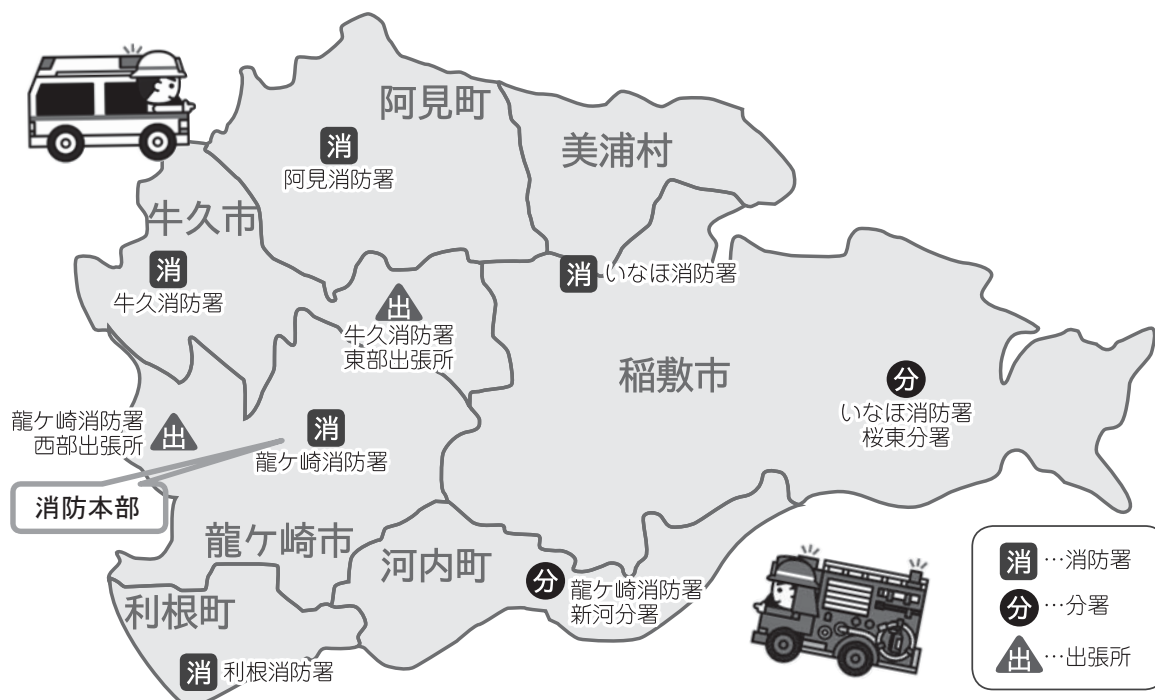 阿見町
消
阿見消防署
美浦村
牛久市
消
牛久消防署
消 いなほ消防署
出
牛久消防署
東部出張所
稲敷市
分
いなほ消防署
桜東分署
龍ケ崎消防署
西部出張所
出
消
龍ケ崎消防署
消防本部
龍ケ崎市
河内町
分
龍ケ崎消防署
新河分署
利根町
消 利根消防署
消…消防署
分…分署
出…出張所